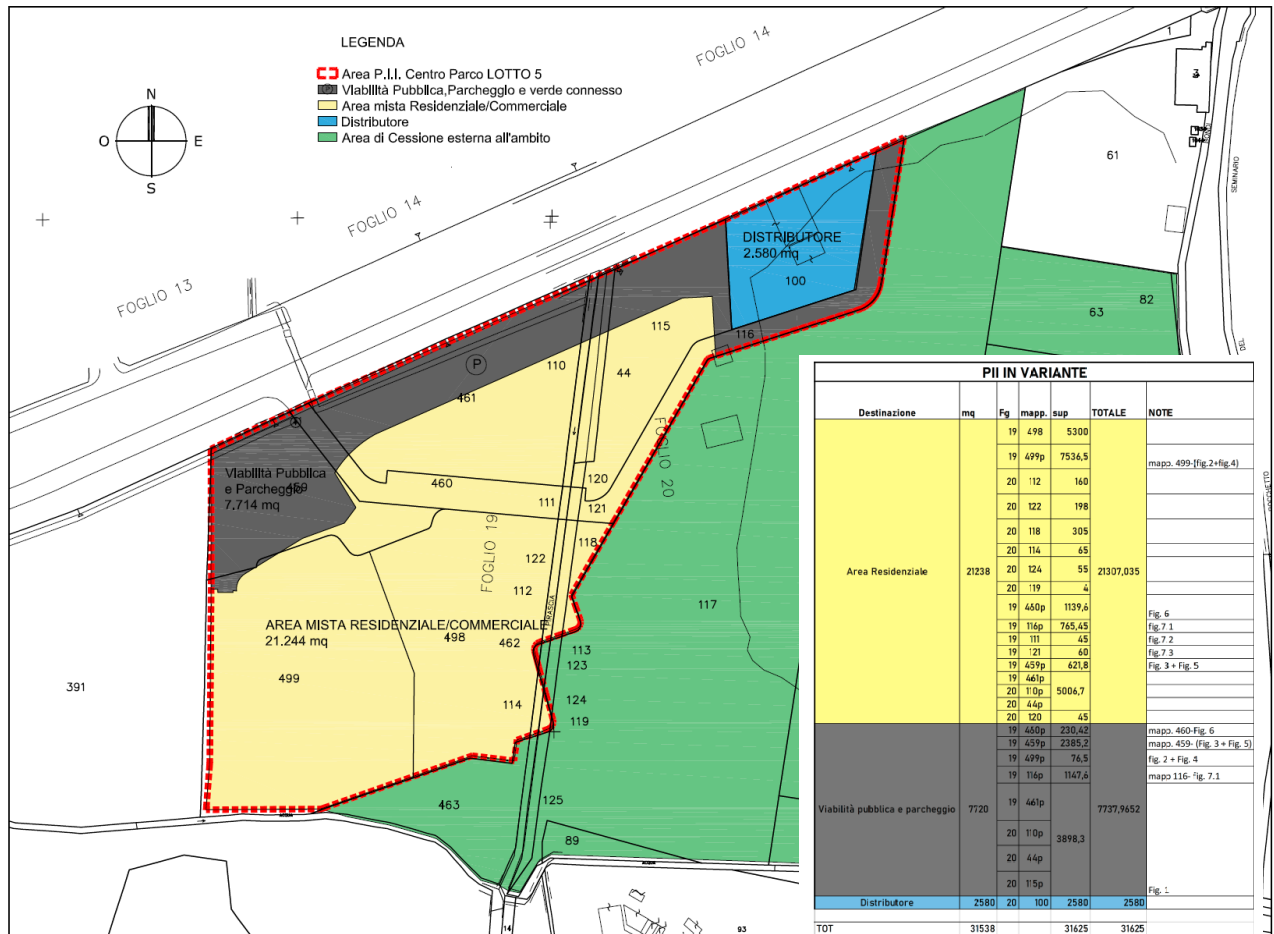 LEGENDA
Area P.I.I. Centro Parco LOTTO 5
Viabilità Pubblica,Parcheggio e verde connesso
Area mista Residenziale/Commerciale
Distributore
Area di Cessione esterna all'ambito
N
O E
S
FOGLIO 14
FOGLIO 14
FOGLIO 13
1
3
61
SEMINARIO
DEL
63
82
DISTRIBUTORE
2.580 mq
100
116
115
110
44
P
461
FOGLIO 20
Viabilità Pubblica
e Parcheggio
459
7.714 mq
460
120
111
121
118
FOGLIO 19
122
112
117
AREA MISTA RESIDENZIALE/COMMERCIALE
21.244 mq
498
462
113
123
499
391
114
124
119
463
125
89
14
93
PII IN VARIANTE
Destinazione mq Fg mapp. sup TOTALE NOTE
19 498 5300
19 499p 7536,5 mapp. 499-(fig.2+fig.4)
20 112 160
20 122 198
20 118 305
20 114 65
Area Residenziale 21238 20 124 55 21307,035
20 119 4
19 460p 1139,6 Fig. 6
19 116p 765,45 fig.7 1
19 111 45 fig.7 2
19 121 60 fig.7 3
19 459p 621,8 Fig. 3 + Fig. 5
19 461p
20 110p 5006,7
20 44p
20 120 45
19 460p 230,42 mapp. 460-Fig. 6
19 459p 2385,2 mapp. 459- (Fig. 3 + Fig. 5)
19 499p 76,5 fig. 2 + Fig. 4
19 116p 1147,6 mapp 116- fig. 7.1
Viabilità pubblica e parcheggio 7720 19 461p 7737,9652
20 110p 3898,3
20 44p
20 115p Fig. 1
Distributore 2580 20 100 2580 2580
TOT 31538 31625 31625